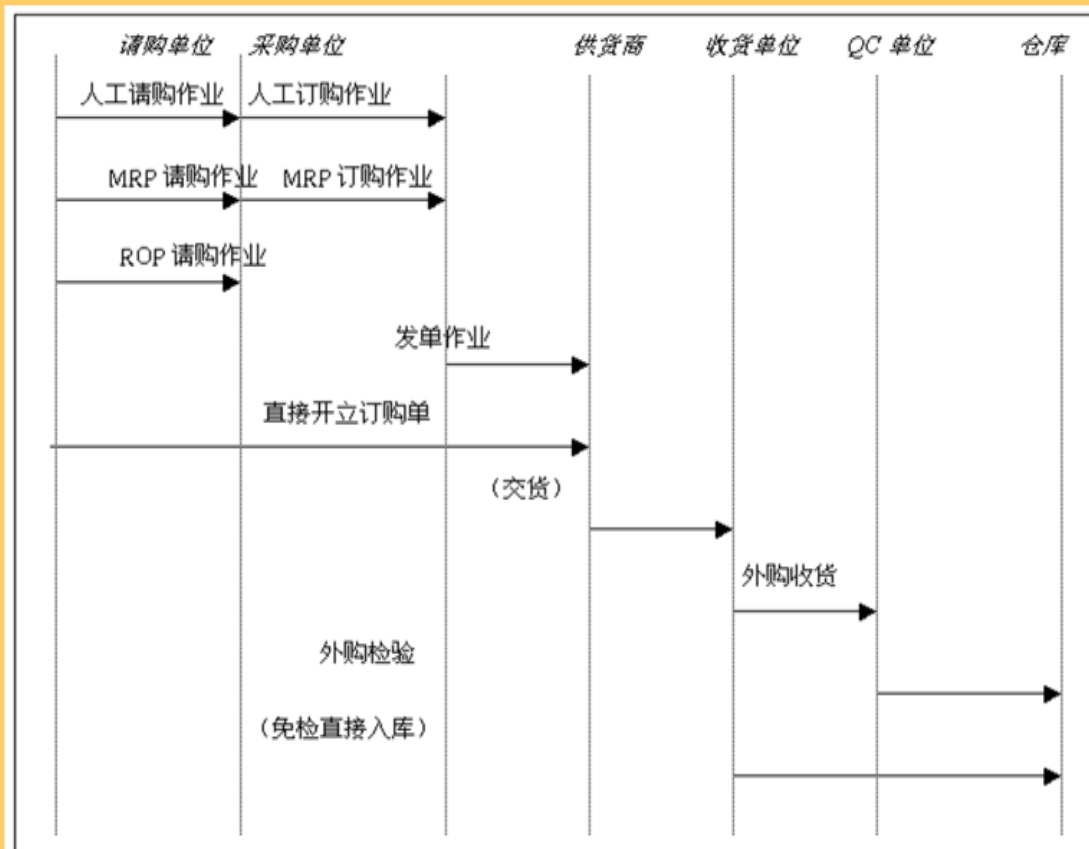 请购单位 采购单位 供货商 收货单位 QC 单位 仓库
人工请购作业 人工订购作业
MRP 请购作业 MRP 订购作业
ROP 请购作业
发单作业
直接开立订购单
（交货）
外购收货
外购检验
（免检直接入库）